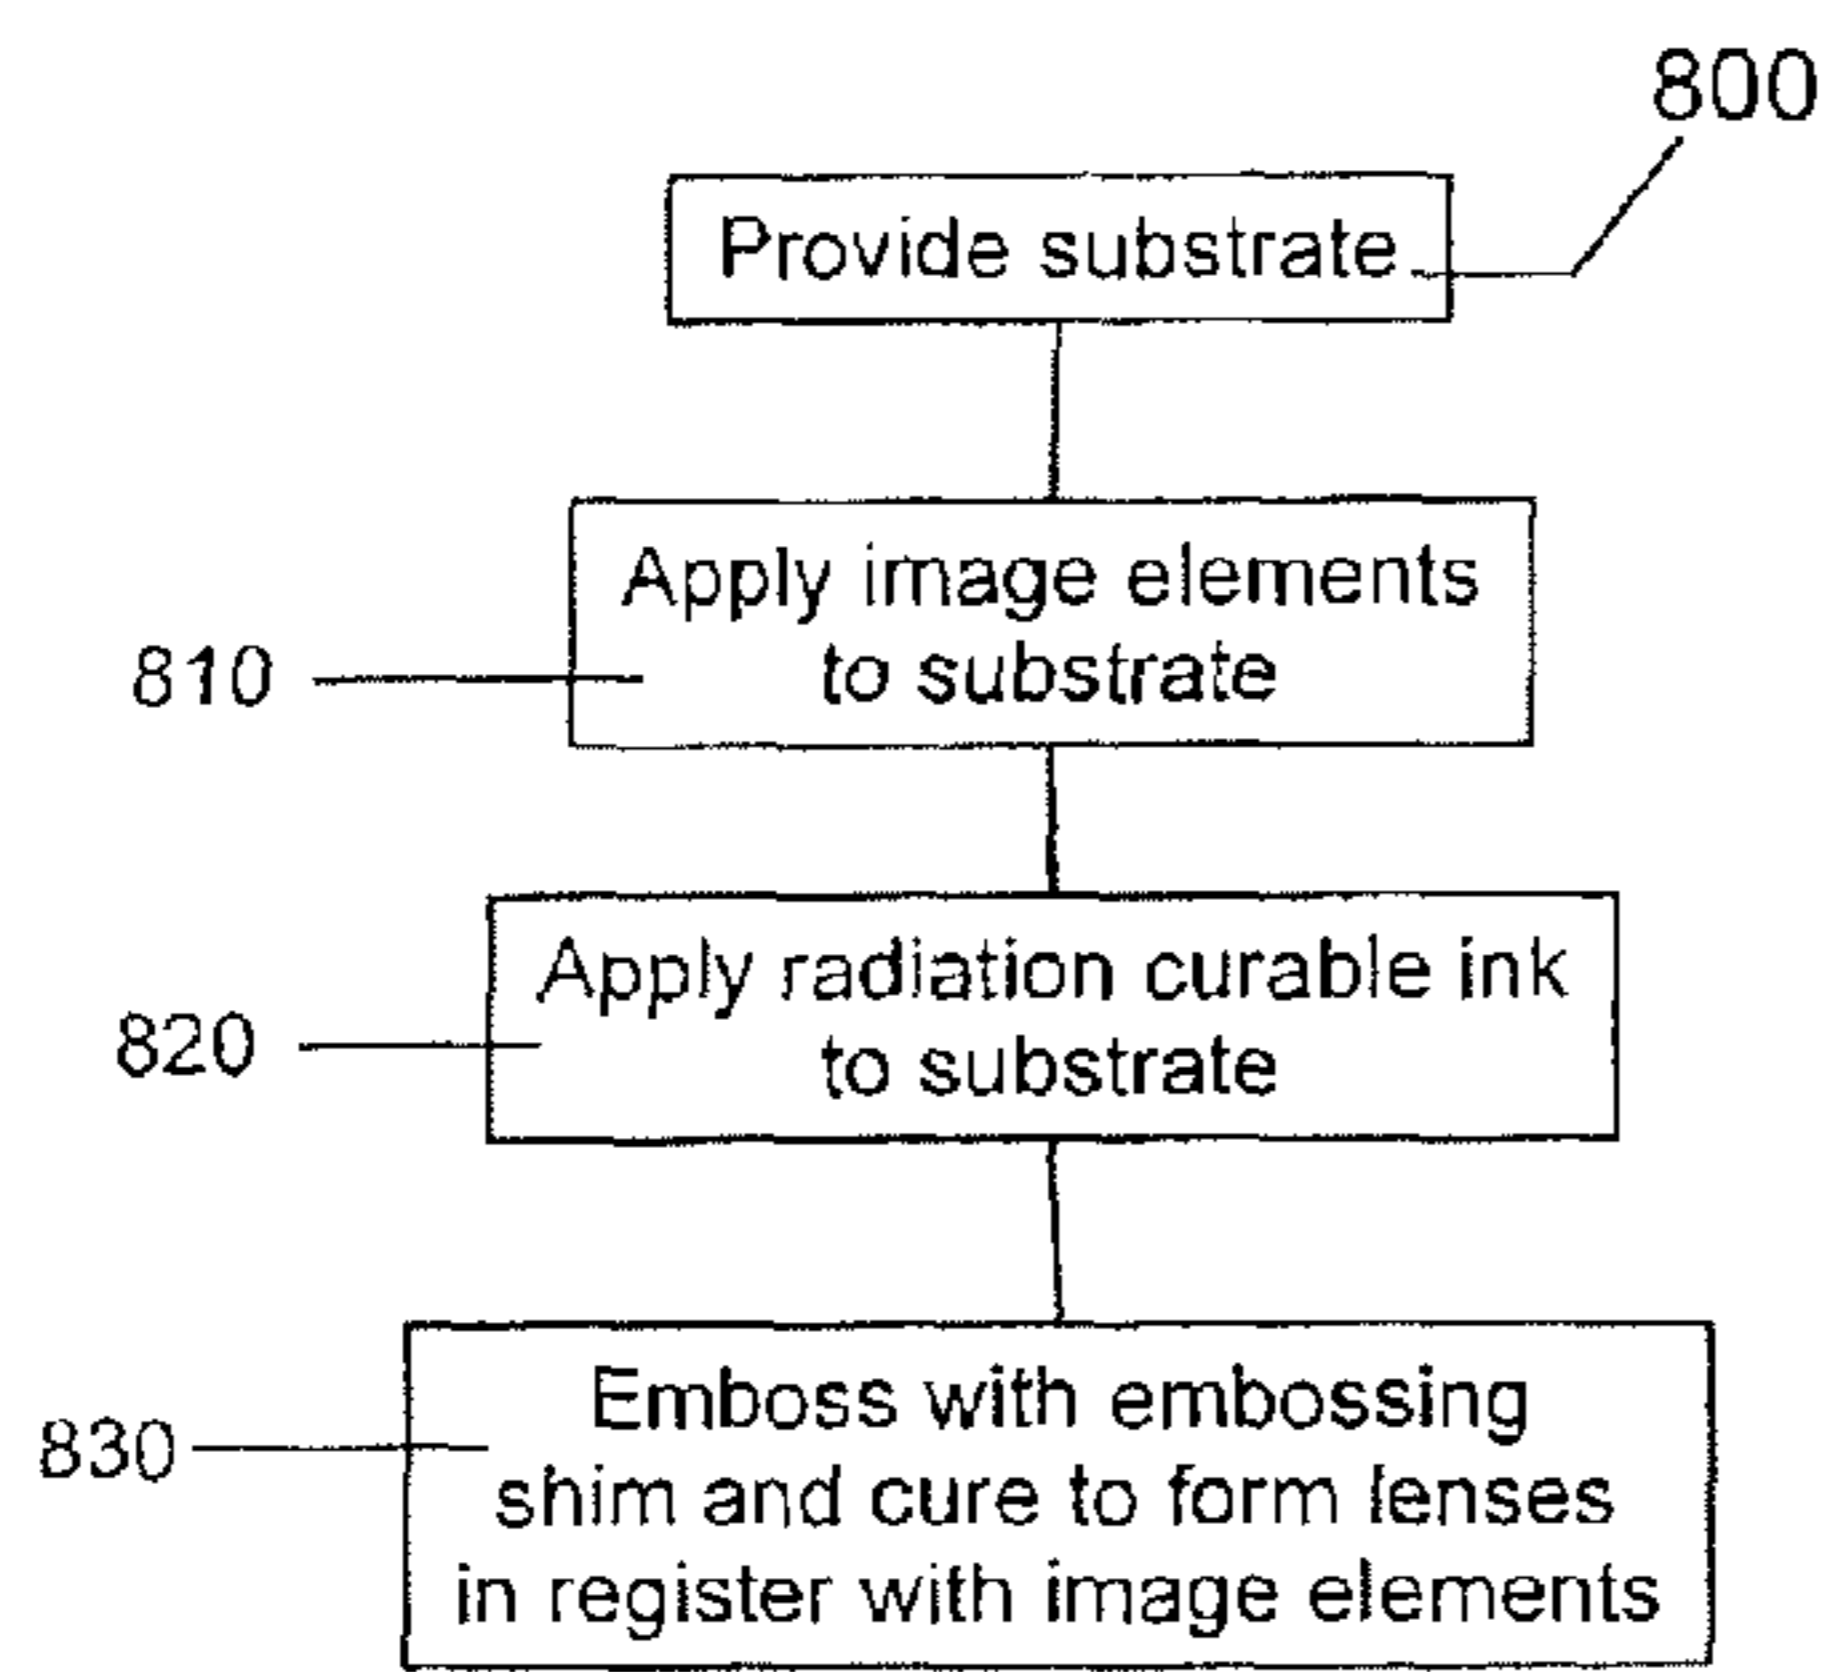 800
Provide substrate
Apply image elements
810
to substrate
Apply radiation curable ink
820
to substrate
Emboss with embossing
830
shim and cure to form lenses
in register with image elements